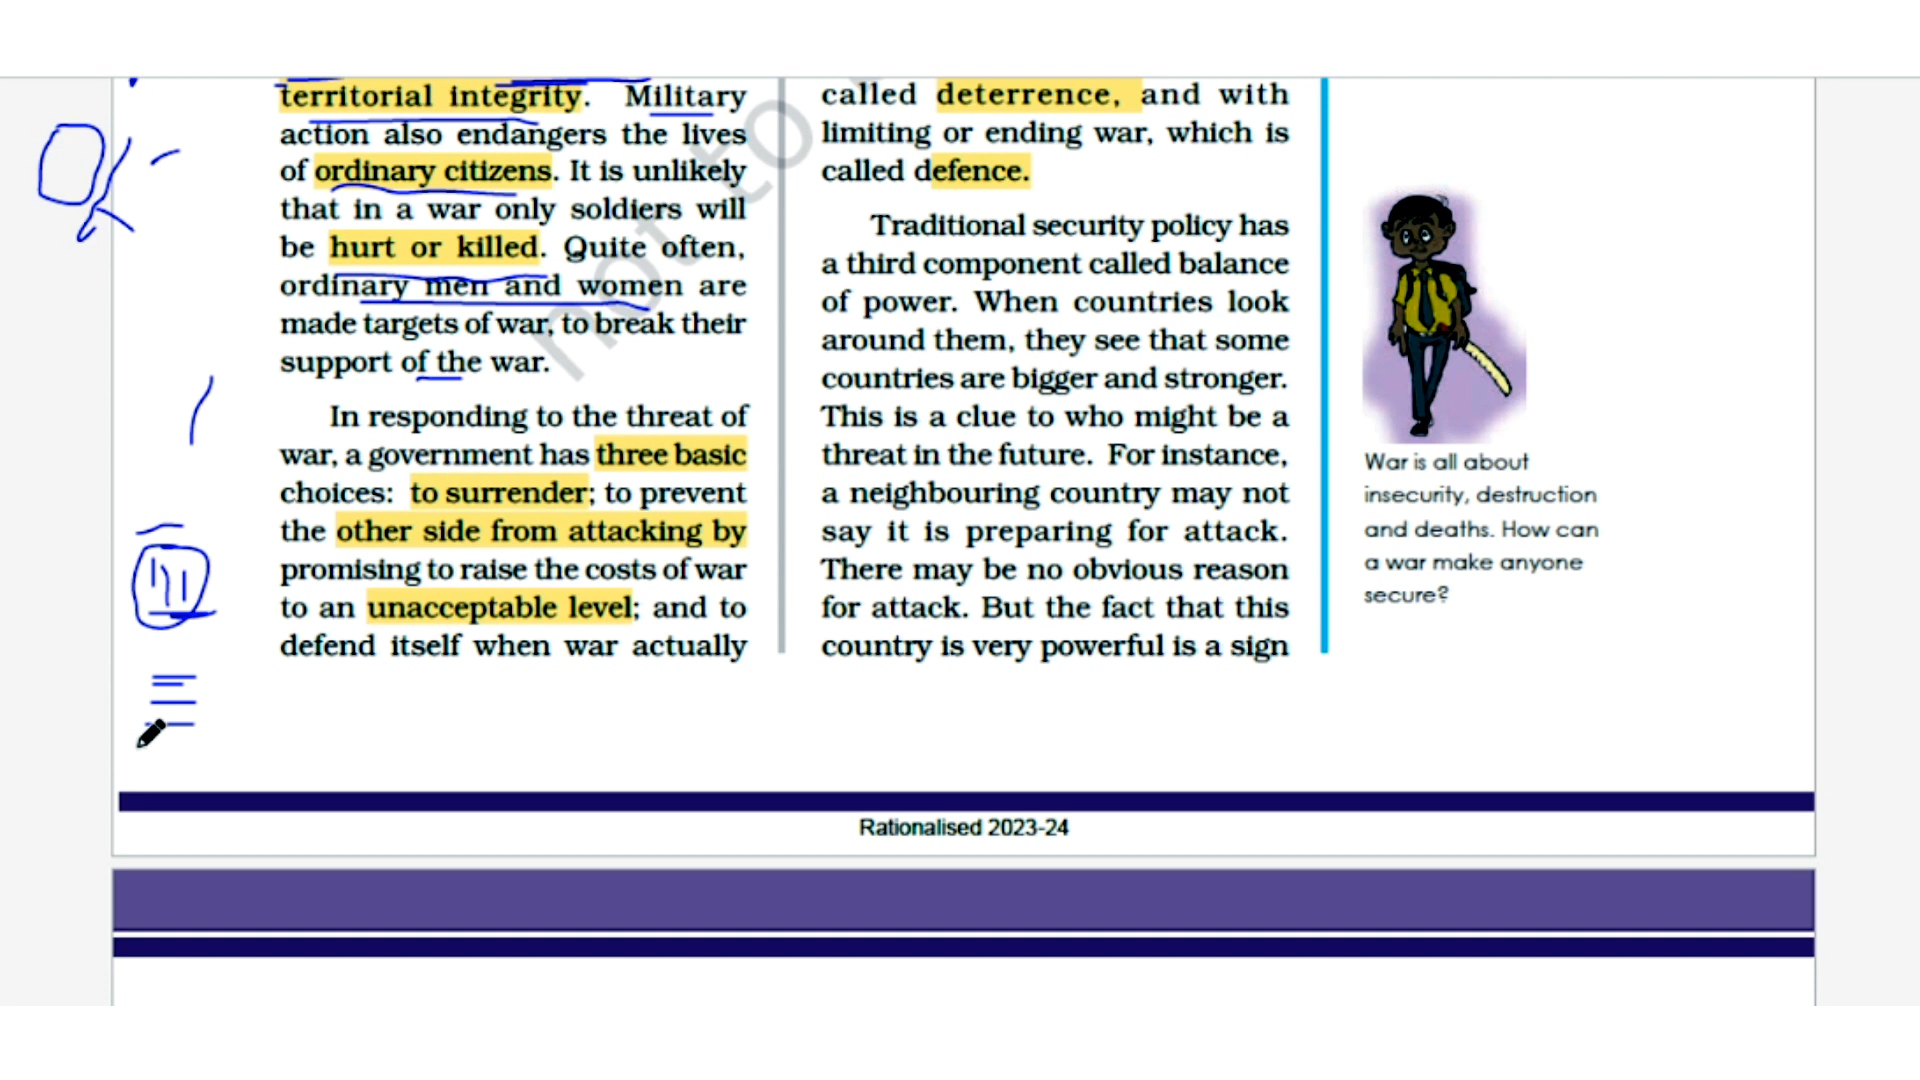 territorial integrity. Military
action also endangers the lives
of ordinary citizens. It is unlikely
that in a war only soldiers will
be hurt or killed. Quite often,
ordinary men and women are
made targets of war, to break their
support of the war.
In responding to the threat of
war, a government has three basic
choices: to surrender; to prevent
the other side from attacking by
promising to raise the costs of war
to an unacceptable level; and to
defend itself when war actually
called deterrence, and with
limiting or ending war, which is
called defence.
Traditional security policy has
a third component called balance
of power. When countries look
around them, they see that some
countries are bigger and stronger.
This is a clue to who might be a
threat in the future. For instance,
a neighbouring country may not
say it is preparing for attack.
There may be no obvious reason
for attack. But the fact that this
country is very powerful is a sign
War is all about
insecurity, destruction
and deaths. How can
a war make anyone
secure?
not to
Rationalised 2023-24